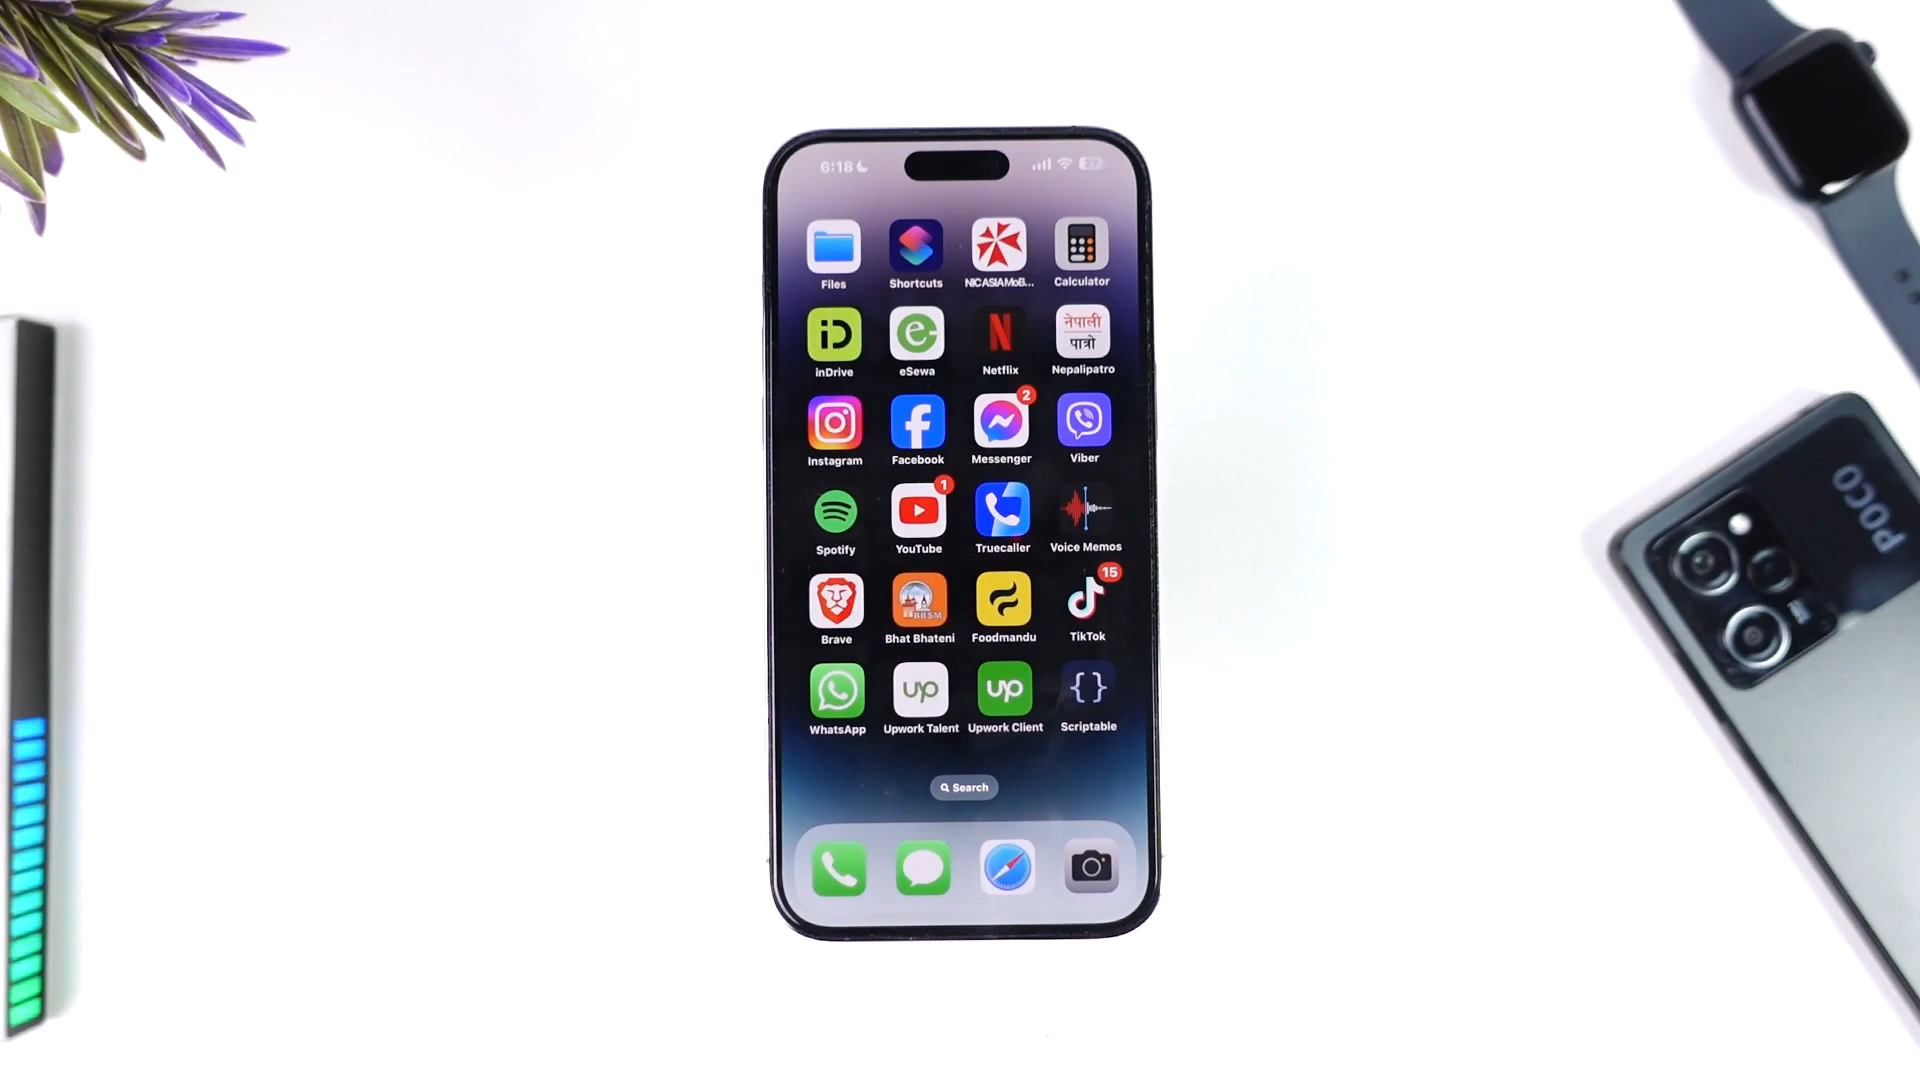 6:18
27
Files Shortcuts NICASIAMoB... Calculator
iD
e
N
नेपाली
पात्रो
inDrive eSewa Netflix Nepalipatro
2
Instagram Facebook Messenger Viber
1
Spotify YouTube Truecaller Voice Memos
15
BBSM
Brave Bhat Bhateni Foodmandu TikTok
up up {}
WhatsApp Upwork Talent Upwork Client Scriptable
Search
POCO